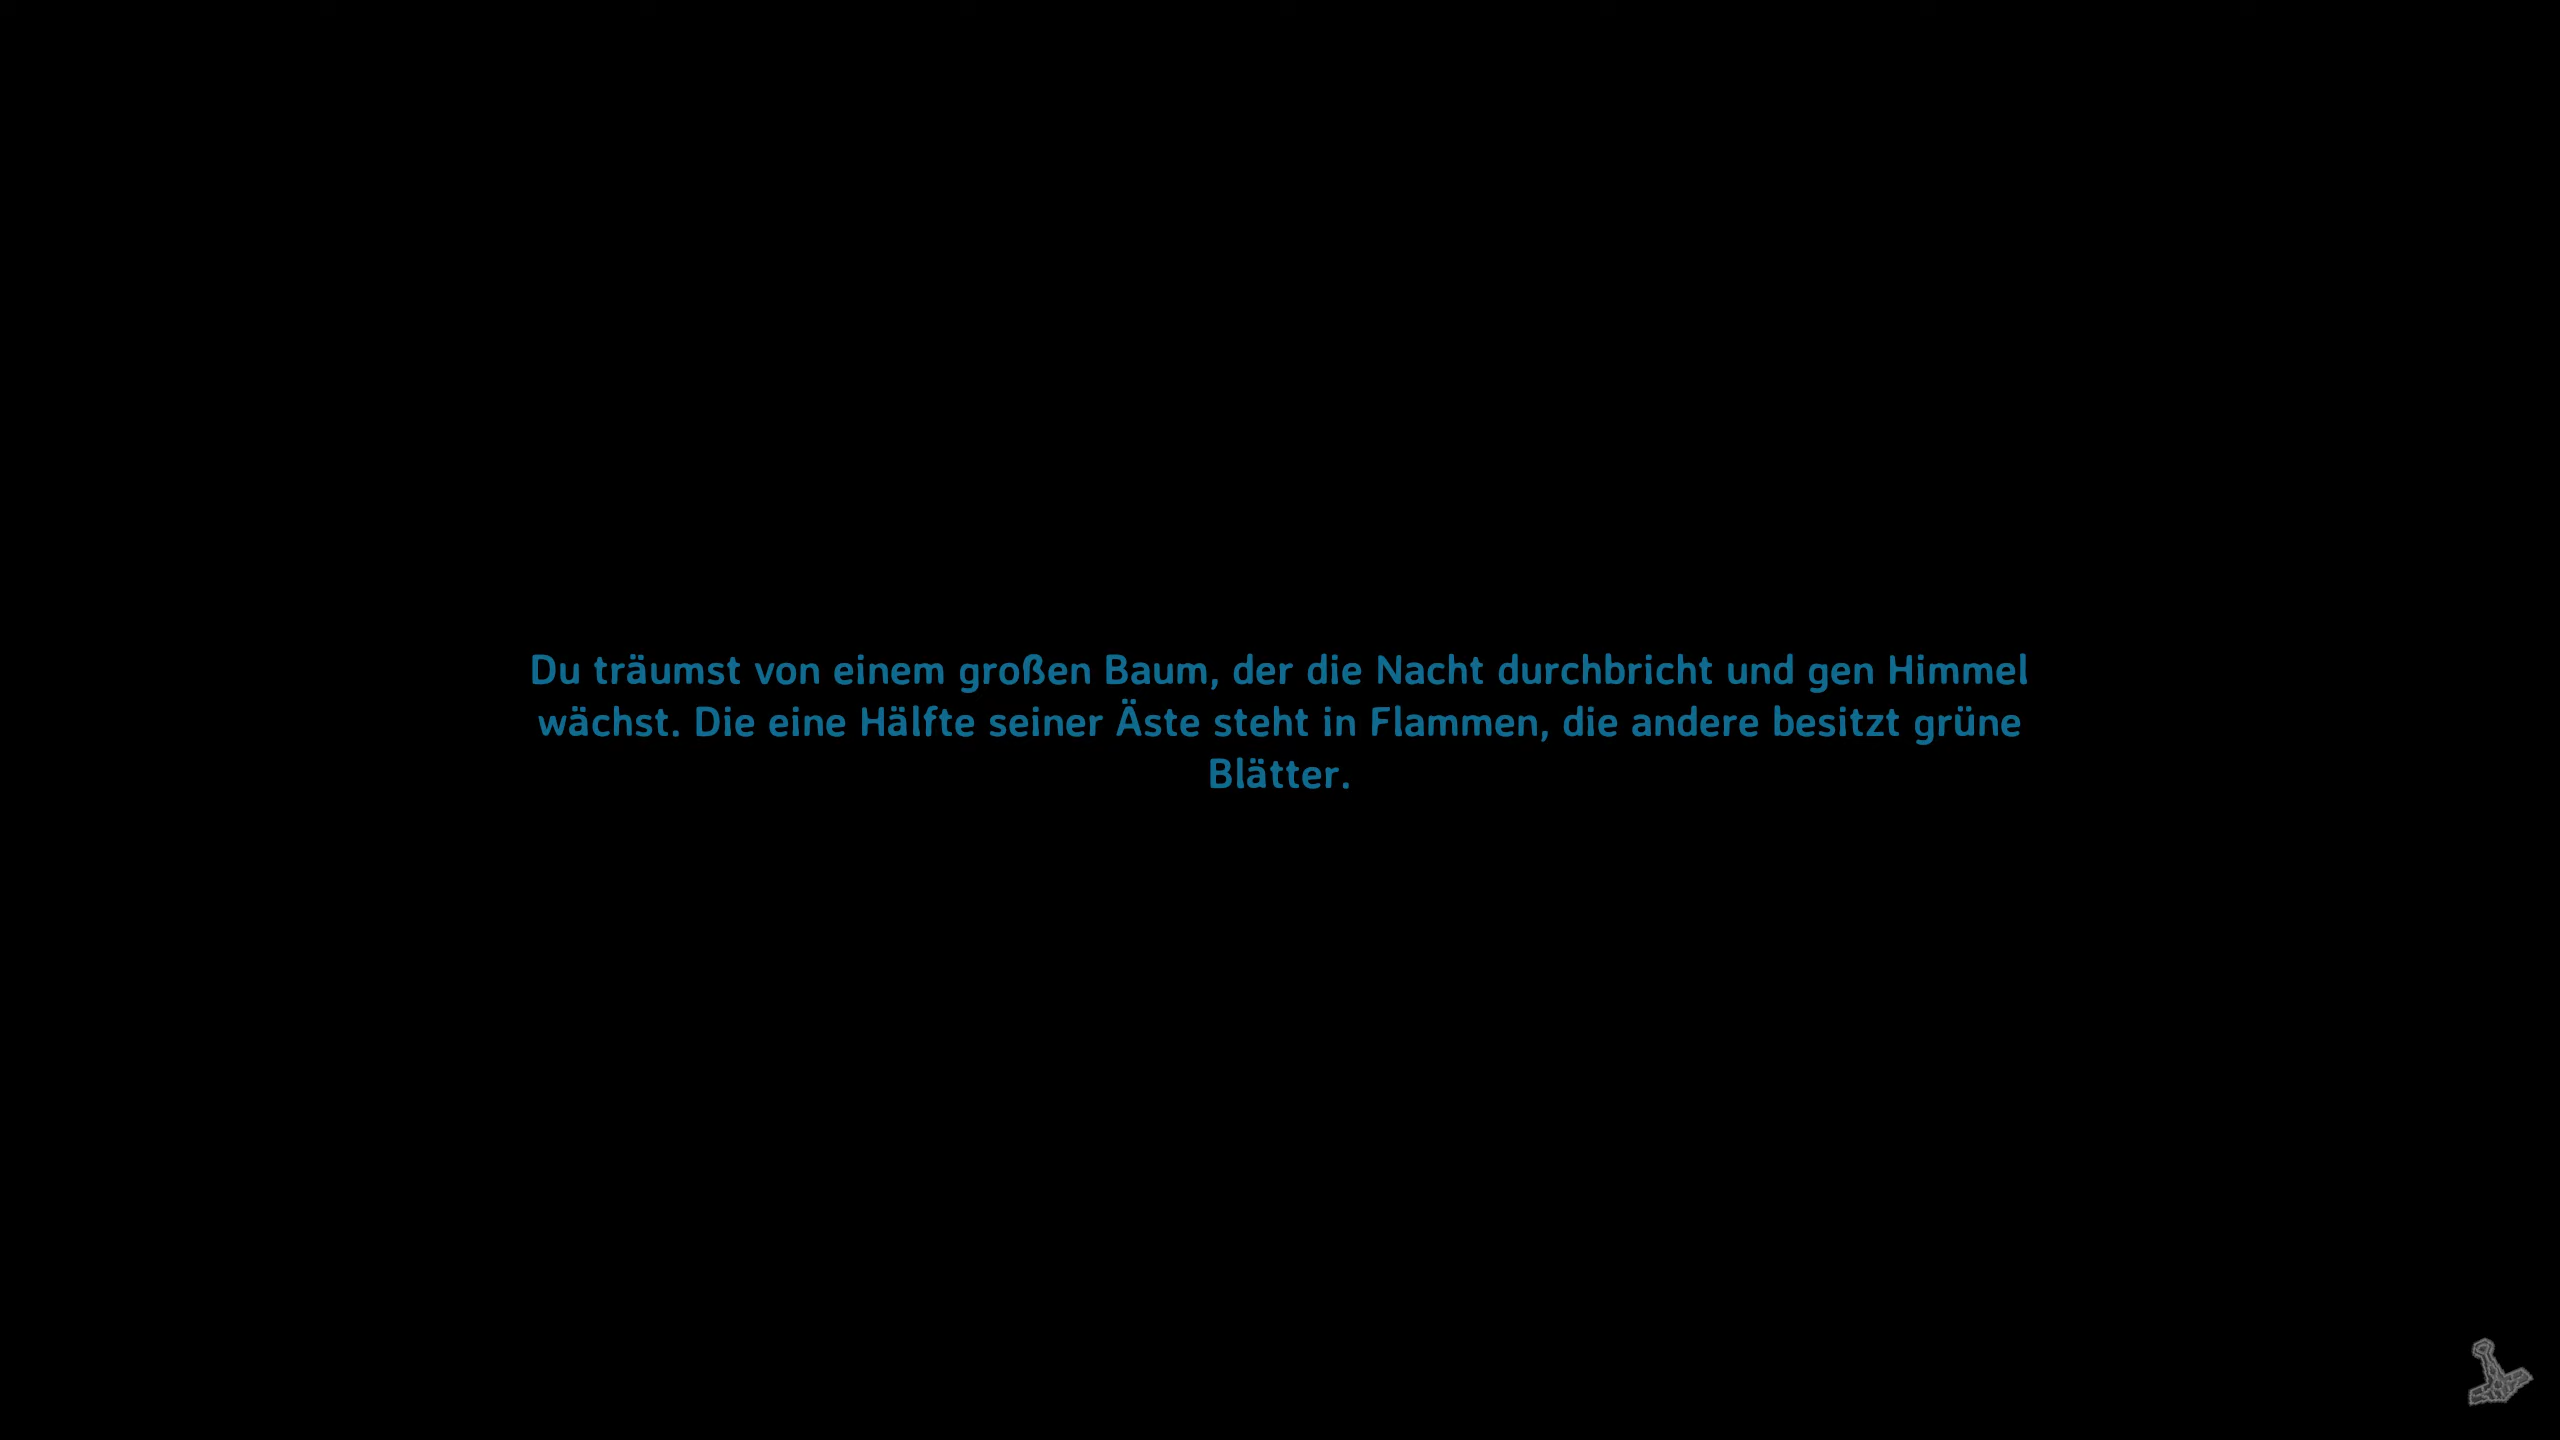 Du träumst von einem großen Baum, der die Nacht durchbricht und gen Himmel
wächst. Die eine Hälfte seiner Äste steht in Flammen, die andere besitzt grüne
Blätter.